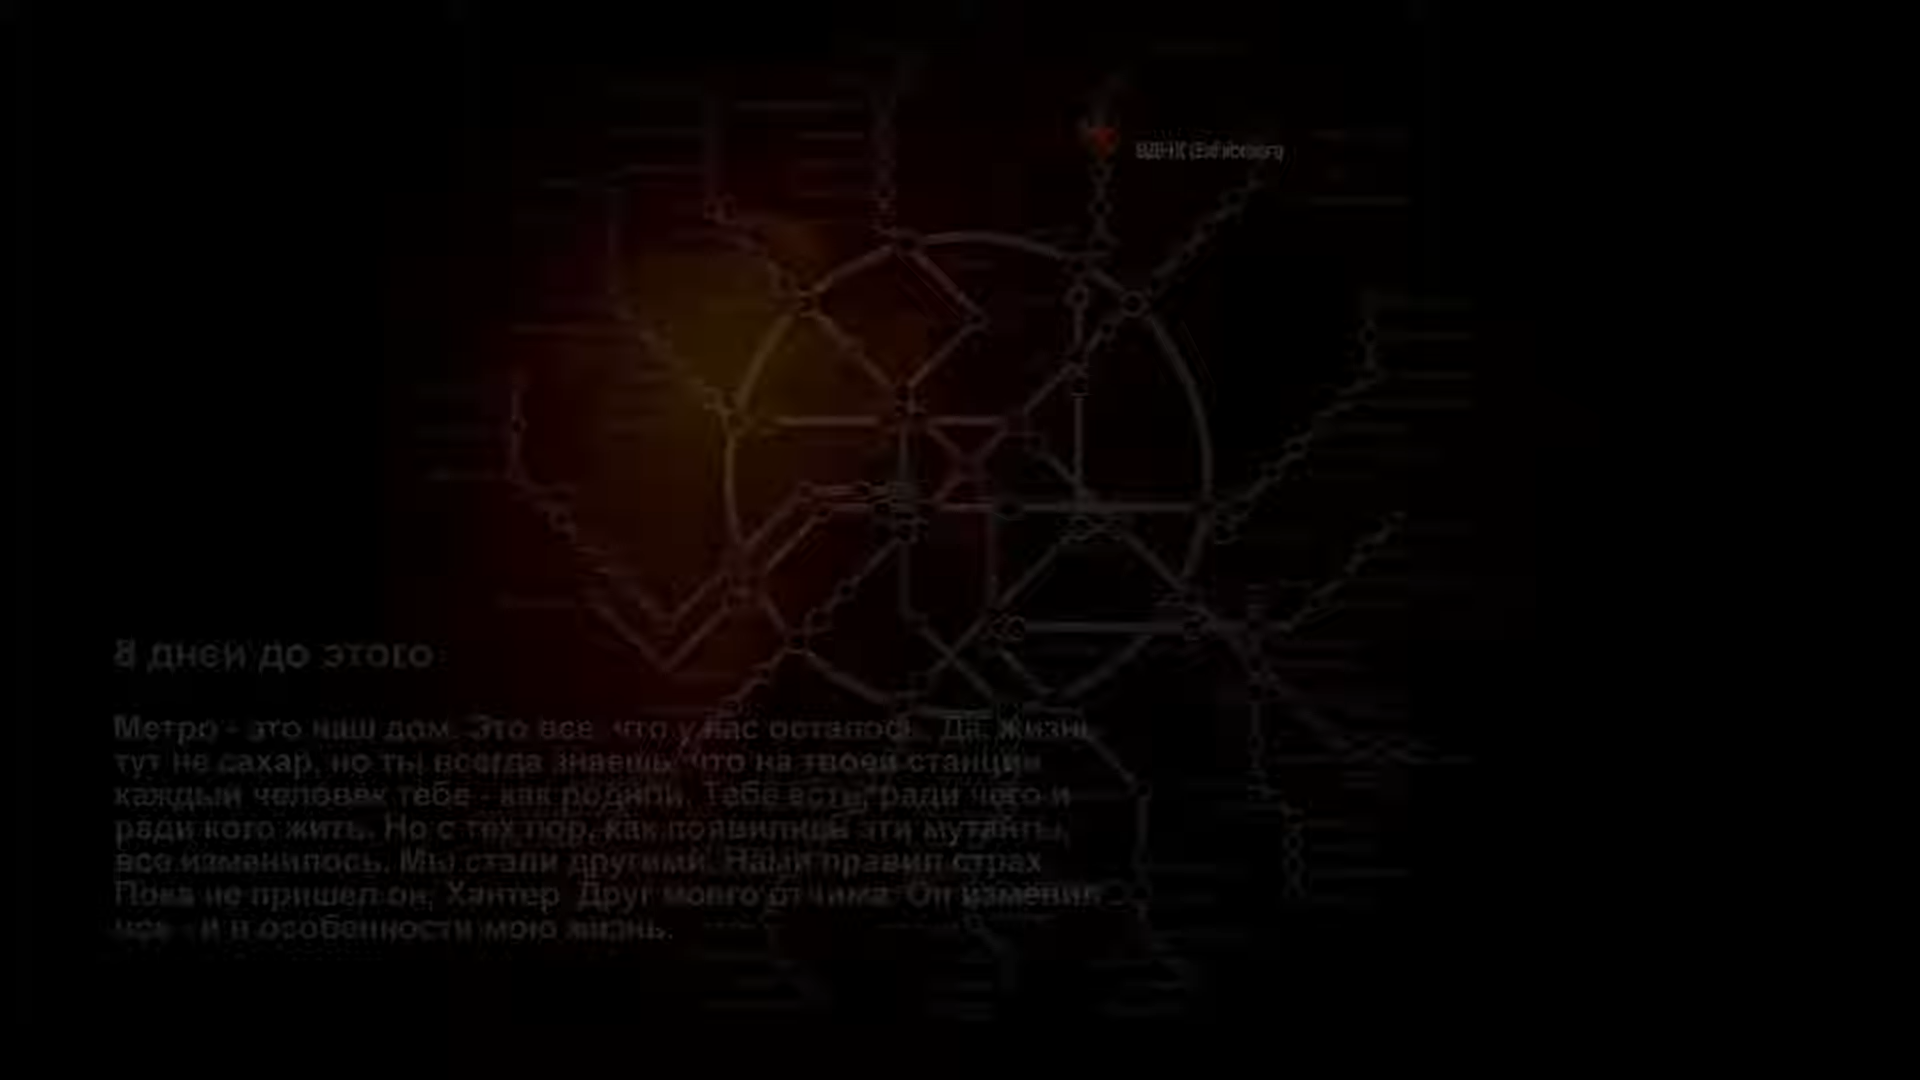 ВДНХ (Exhibition)
8 дней до этого
Метро - это наш дом. Это все, что у нас осталось. Да, жизнь
тут не сахар, но ты всегда знаешь, что на твоей станции
каждый человек тебе - как родной. Тебе есть, ради чего и
ради кого жить. Но с тех пор, как появились эти мутанты,
все изменилось. Мы стали другими. Нами правил страх.
Пока не пришел он, Хантер. Друг моего отчима. Он изменил
все - и в особенности мою жизнь.